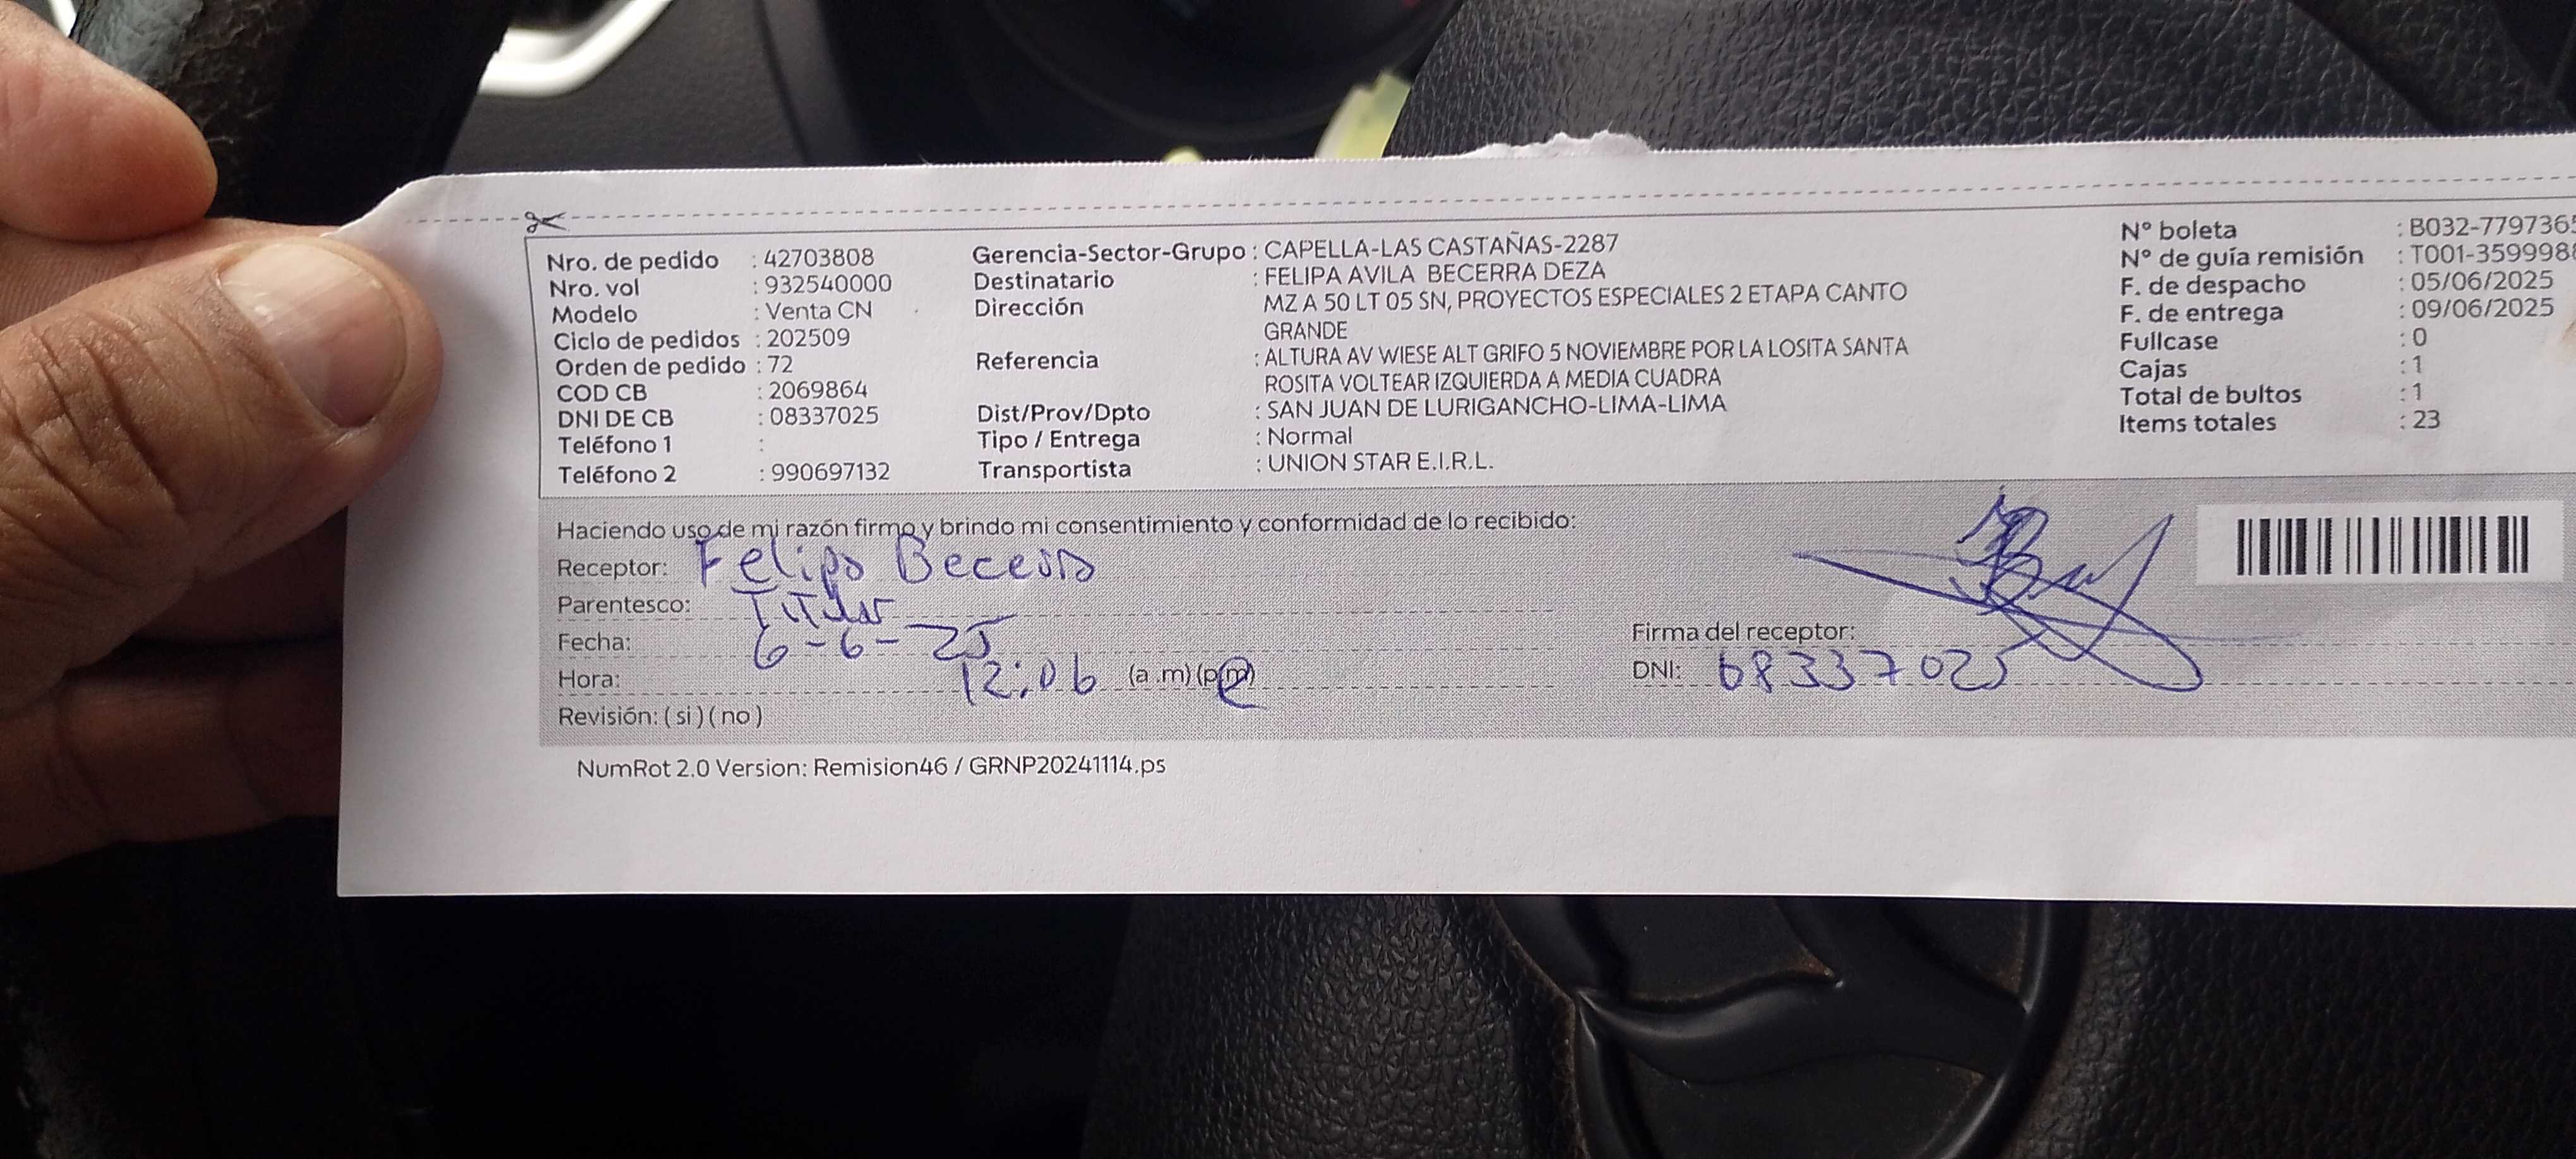 Nro. de pedido : 42703808
Nro. vol : 932540000
Modelo : Venta CN
Ciclo de pedidos : 202509
Orden de pedido : 72
COD CB : 2069864
DNI DE CB : 08337025
Teléfono 1 :
Teléfono 2 : 990697132
Gerencia-Sector-Grupo : CAPELLA-LAS CASTAÑAS-2287
Destinatario : FELIPA AVILA BECERRA DEZA
Dirección MZ A 50 LT 05 SN, PROYECTOS ESPECIALES 2 ETAPA CANTO
GRANDE
Referencia : ALTURA AV WIESE ALT GRIFO 5 NOVIEMBRE POR LA LOSITA SANTA
ROSITA VOLTEAR IZQUIERDA A MEDIA CUADRA
Dist/Prov/Dpto : SAN JUAN DE LURIGANCHO-LIMA-LIMA
Tipo / Entrega : Normal
Transportista : UNION STAR E.I.R.L.
N° boleta : B032-779736
N° de guía remisión : T001-359998
F. de despacho : 05/06/2025
F. de entrega : 09/06/2025
Fullcase : 0
Cajas : 1
Total de bultos : 1
Items totales : 23
Haciendo uso de mi razón firmo y brindo mi consentimiento y conformidad de lo recibido:
Receptor: Felipa Becerra
Parentesco: Titular
Fecha: 6-6-25
Hora: 12:06 (a.m)(p.m)
Revisión: (si)(no)
Firma del receptor:
DNI: 08337025
NumRot 2.0 Version: Remision46 / GRNP20241114.ps